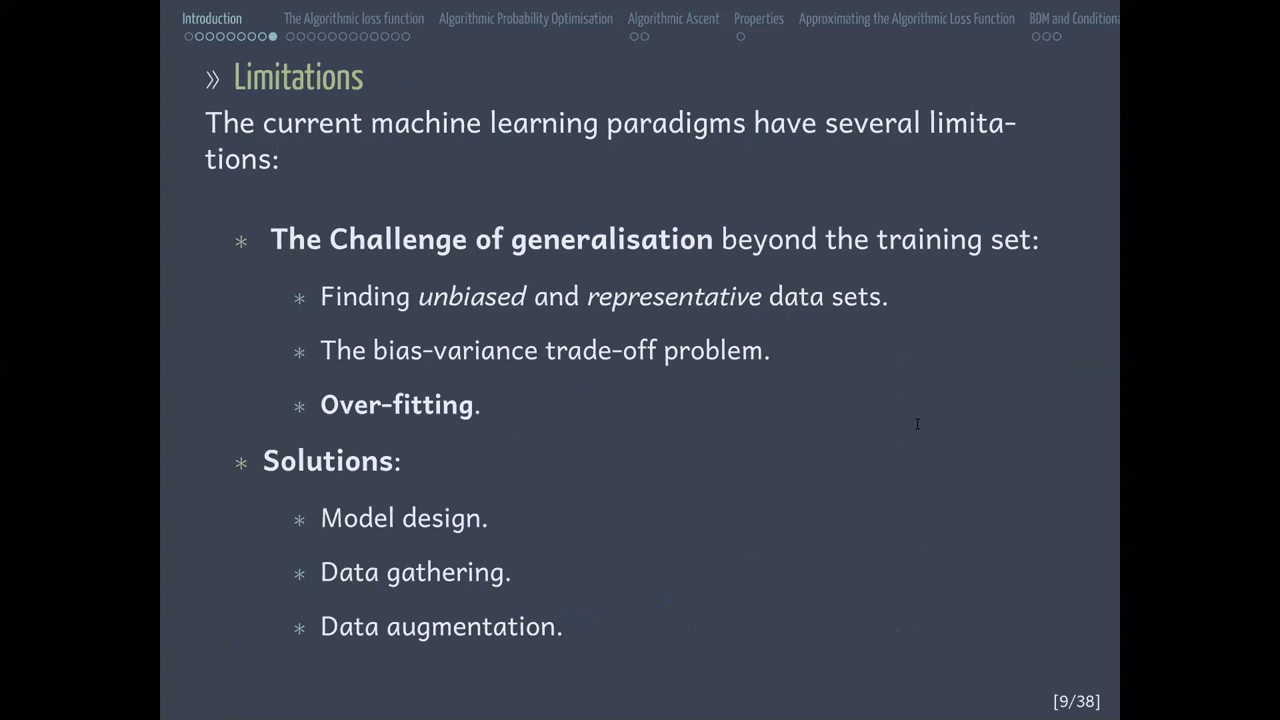 Introduction The Algorithmic loss function Algorithmic Probability Optimisation Algorithmic Ascent Properties Approximating the Algorithmic Loss Function BDM and Conditiona
» Limitations
The current machine learning paradigms have several limita-
tions:
* The Challenge of generalisation beyond the training set:
* Finding unbiased and representative data sets.
* The bias-variance trade-off problem.
* Over-fitting.
* Solutions:
* Model design.
* Data gathering.
* Data augmentation.
[9/38]